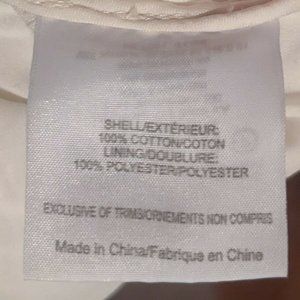 SHELL/EXTÉRIEUR:
100% COTTON/COTON
LINING/DOUBLURE:
100% POLYESTER/POLYESTER
EXCLUSIVE OF TRIMS/ORNEMENTS NON COMPRIS
Made in China/Fabrique en Chine